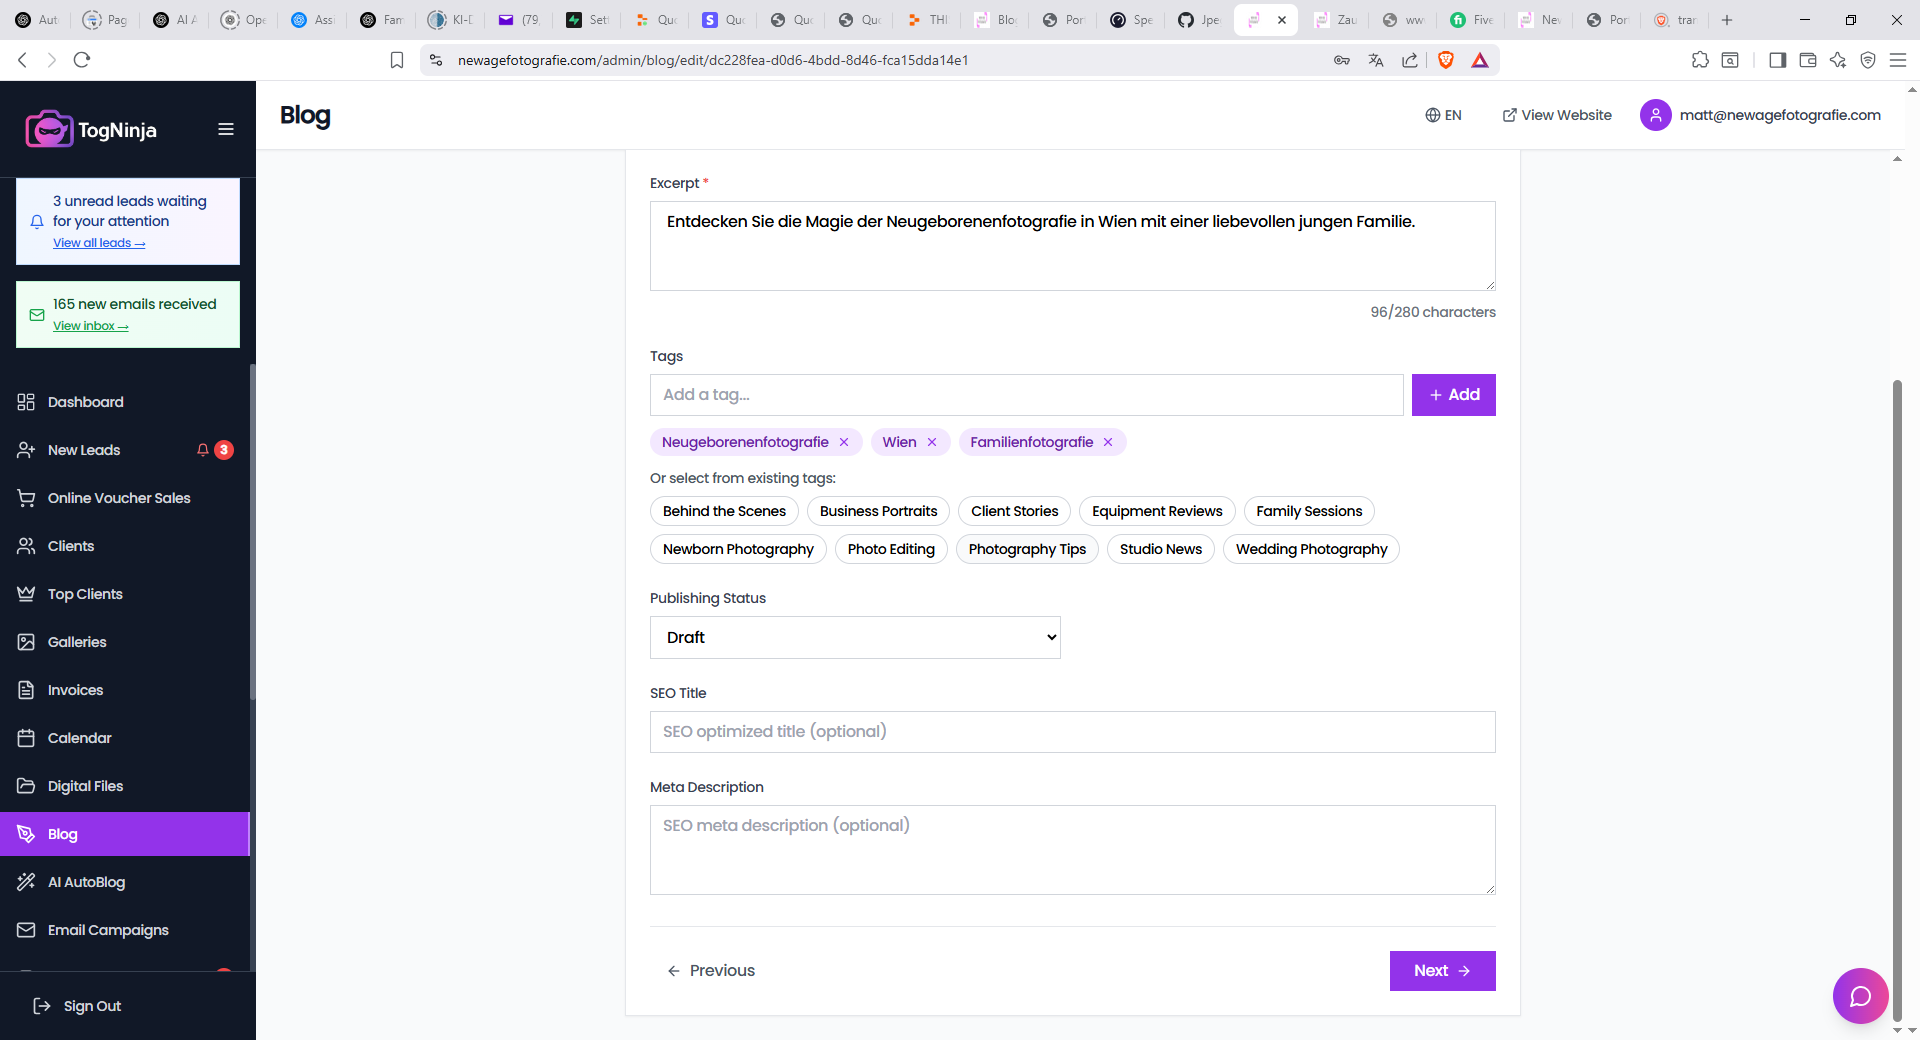 Aut
Pag
AI A
Ope
Assi
Fam
KI-D
(79,
Set
Quo
Quo
Quo
Quo
THI
Blog
Port
Spe
Jpe
Zau
ww
Five
Nev
Por
tran
newagefotografie.com/admin/blog/edit/dc228fea-d0d6-4bdd-8d46-fca15dda14e1
TogNinja
Blog
EN
View Website
matt@newagefotografie.com
3 unread leads waiting
for your attention
View all leads →
165 new emails received
View inbox →
Dashboard
New Leads
3
Online Voucher Sales
Clients
Top Clients
Galleries
Invoices
Calendar
Digital Files
Blog
AI AutoBlog
Email Campaigns
Sign Out
Excerpt *
Entdecken Sie die Magie der Neugeborenenfotografie in Wien mit einer liebevollen jungen Familie.
96/280 characters
Tags
Add a tag...
+ Add
Neugeborenenfotografie ×
Wien ×
Familienfotografie ×
Or select from existing tags:
Behind the Scenes
Business Portraits
Client Stories
Equipment Reviews
Family Sessions
Newborn Photography
Photo Editing
Photography Tips
Studio News
Wedding Photography
Publishing Status
Draft
SEO Title
SEO optimized title (optional)
Meta Description
SEO meta description (optional)
← Previous
Next →